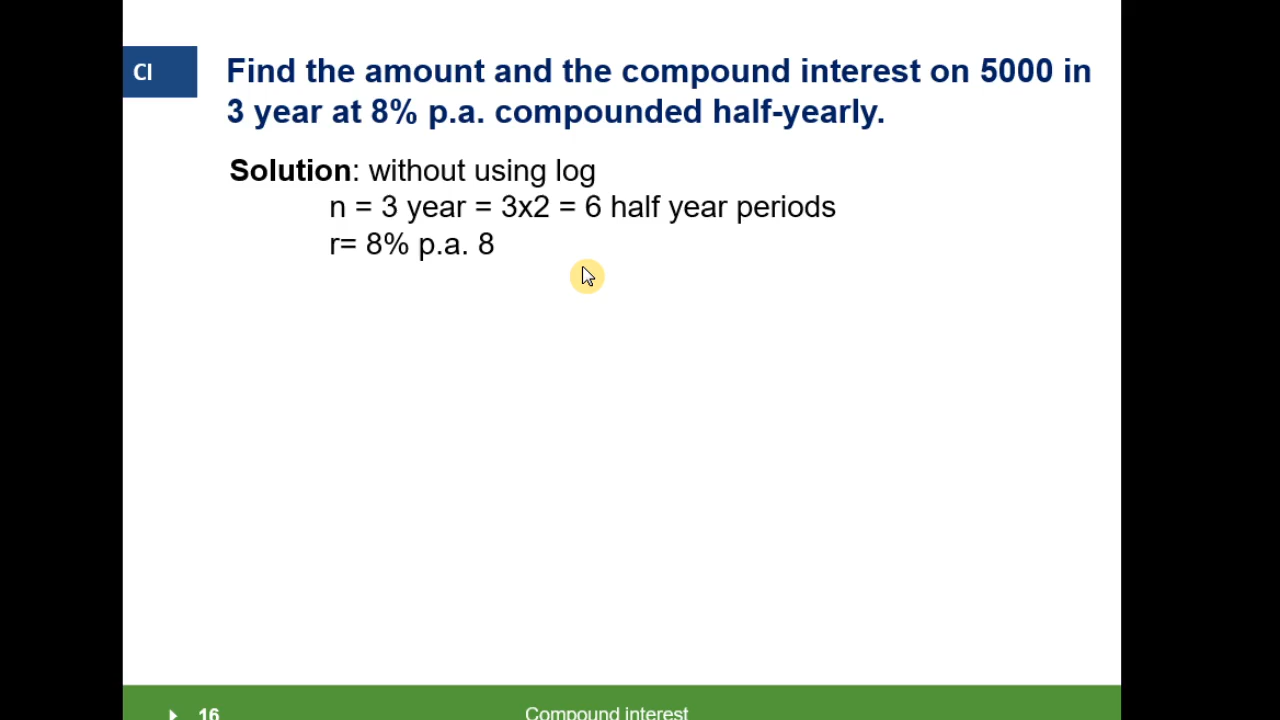 CI
Find the amount and the compound interest on 5000 in
3 year at 8% p.a. compounded half-yearly.
Solution: without using log
n = 3 year = 3x2 = 6 half year periods
r= 8% p.a. 8
16
Compound interest